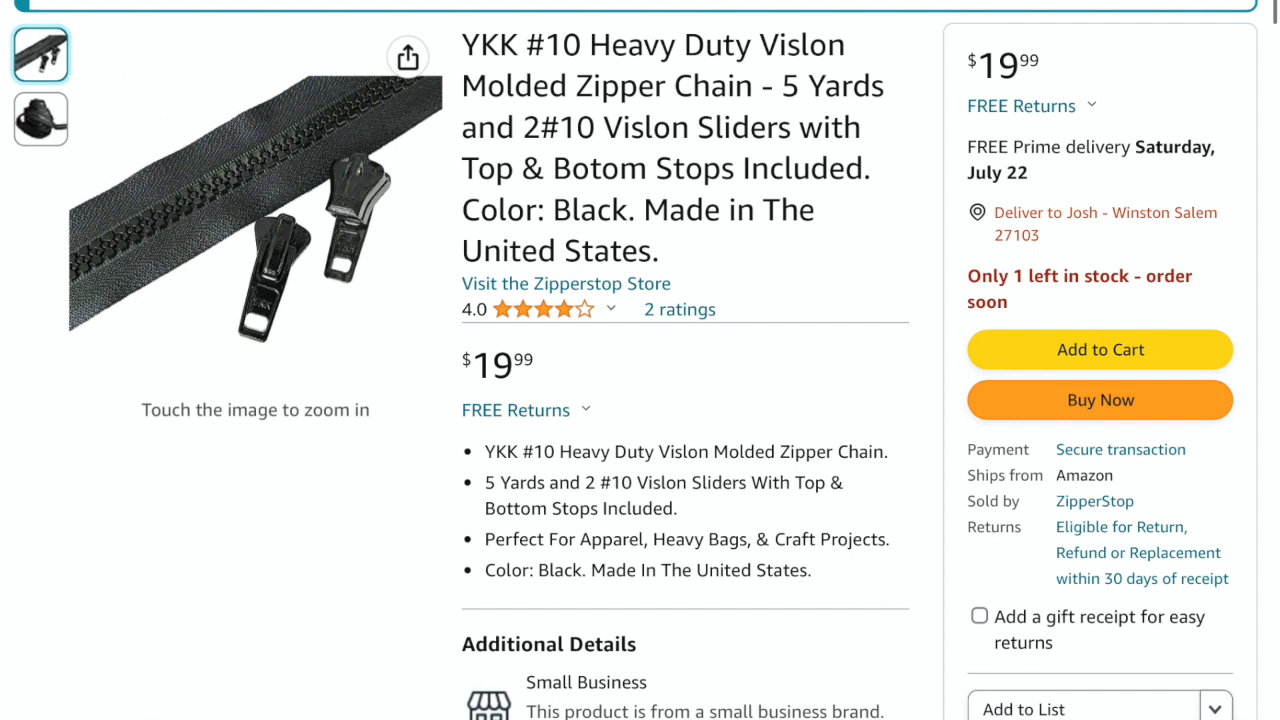 YKK #10 Heavy Duty Vislon
Molded Zipper Chain - 5 Yards
and 2#10 Vislon Sliders with
Top & Botom Stops Included.
Color: Black. Made in The
United States.
Visit the Zipperstop Store
4.0
2 ratings
$19 99
FREE Returns
• YKK #10 Heavy Duty Vislon Molded Zipper Chain.
• 5 Yards and 2 #10 Vislon Sliders With Top &
Bottom Stops Included.
• Perfect For Apparel, Heavy Bags, & Craft Projects.
• Color: Black. Made In The United States.
Additional Details
Small Business
This product is from a small business brand.
Touch the image to zoom in
$19 99
FREE Returns
FREE Prime delivery Saturday,
July 22
Deliver to Josh - Winston Salem
27103
Only 1 left in stock - order
soon
Add to Cart
Buy Now
Payment Secure transaction
Ships from Amazon
Sold by ZipperStop
Returns Eligible for Return,
Refund or Replacement
within 30 days of receipt
Add a gift receipt for easy
returns
Add to List